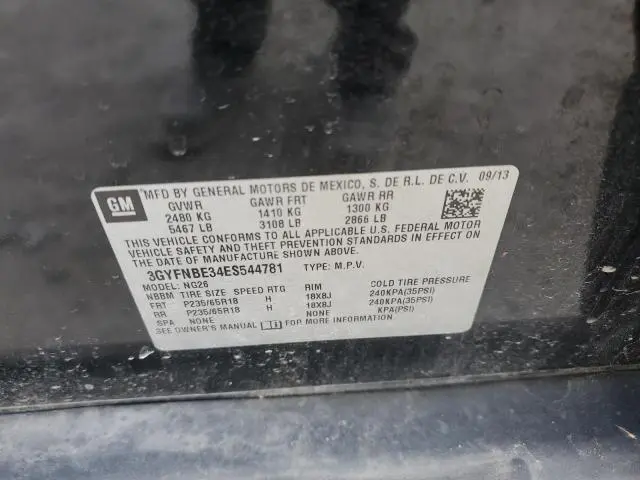 GM
MFD BY GENERAL MOTORS DE MEXICO, S. DE R.L. DE C.V. 09/13
GVWR GAWR FRT GAWR RR
2480 KG 1410 KG 1300 KG
5467 LB 3108 LB 2866 LB
THIS VEHICLE CONFORMS TO ALL APPLICABLE U.S. FEDERAL MOTOR
VEHICLE SAFETY AND THEFT PREVENTION STANDARDS IN EFFECT ON
THE DATE OF MANUFACTURE SHOWN ABOVE.
3GYFNBE34ES544781 TYPE: M.P.V.
MODEL: NG26
NBBM TIRE SIZE SPEED RTG RIM COLD TIRE PRESSURE
FRT P235/65R18 H 18X8J 240KPA(35PSI)
RR P235/65R18 H 18X8J 240KPA(35PSI)
SPA NONE NONE KPA(PSI)
SEE OWNER'S MANUAL FOR MORE INFORMATION.